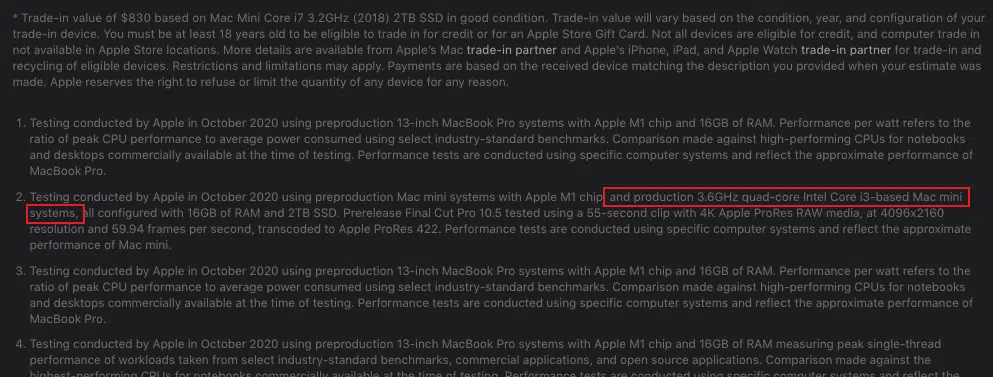 * Trade-in value of $830 based on Mac Mini Core i7 3.2GHz (2018) 2TB SSD in good condition. Trade-in value will vary based on the condition, year, and configuration of your
trade-in device. You must be at least 18 years old to be eligible to trade in for credit or for an Apple Store Gift Card. Not all devices are eligible for credit, and computer trade in
not available in Apple Store locations. More details are available from Apple's Mac trade-in partner and Apple's iPhone, iPad, and Apple Watch trade-in partner for trade-in and
recycling of eligible devices. Restrictions and limitations may apply. Payments are based on the received device matching the description you provided when your estimate was
made. Apple reserves the right to refuse or limit the quantity of any device for any reason.
1. Testing conducted by Apple in October 2020 using preproduction 13-inch MacBook Pro systems with Apple M1 chip and 16GB of RAM. Performance per watt refers to the
ratio of peak CPU performance to average power consumed using select industry-standard benchmarks. Comparison made against high-performing CPUs for notebooks
and desktops commercially available at the time of testing. Performance tests are conducted using specific computer systems and reflect the approximate performance of
MacBook Pro.
2. Testing conducted by Apple in October 2020 using preproduction Mac mini systems with Apple M1 chip and production 3.6GHz quad-core Intel Core i3-based Mac mini
systems, all configured with 16GB of RAM and 2TB SSD. Prerelease Final Cut Pro 10.5 tested using a 55-second clip with 4K Apple ProRes RAW media, at 4096x2160
resolution and 59.94 frames per second, transcoded to Apple ProRes 422. Performance tests are conducted using specific computer systems and reflect the approximate
performance of Mac mini.
3. Testing conducted by Apple in October 2020 using preproduction 13-inch MacBook Pro systems with Apple M1 chip and 16GB of RAM. Performance per watt refers to the
ratio of peak CPU performance to average power consumed using select industry-standard benchmarks. Comparison made against high-performing CPUs for notebooks
and desktops commercially available at the time of testing. Performance tests are conducted using specific computer systems and reflect the approximate performance of
MacBook Pro.
4. Testing conducted by Apple in October 2020 using preproduction 13-inch MacBook Pro systems with Apple M1 chip and 16GB of RAM measuring peak single-thread
performance of workloads taken from select industry-standard benchmarks, commercial applications, and open source applications. Comparison made against the
highest-performing CPUs for notebooks commercially available at the time of testing. Performance tests are conducted using specific computer systems and reflect the